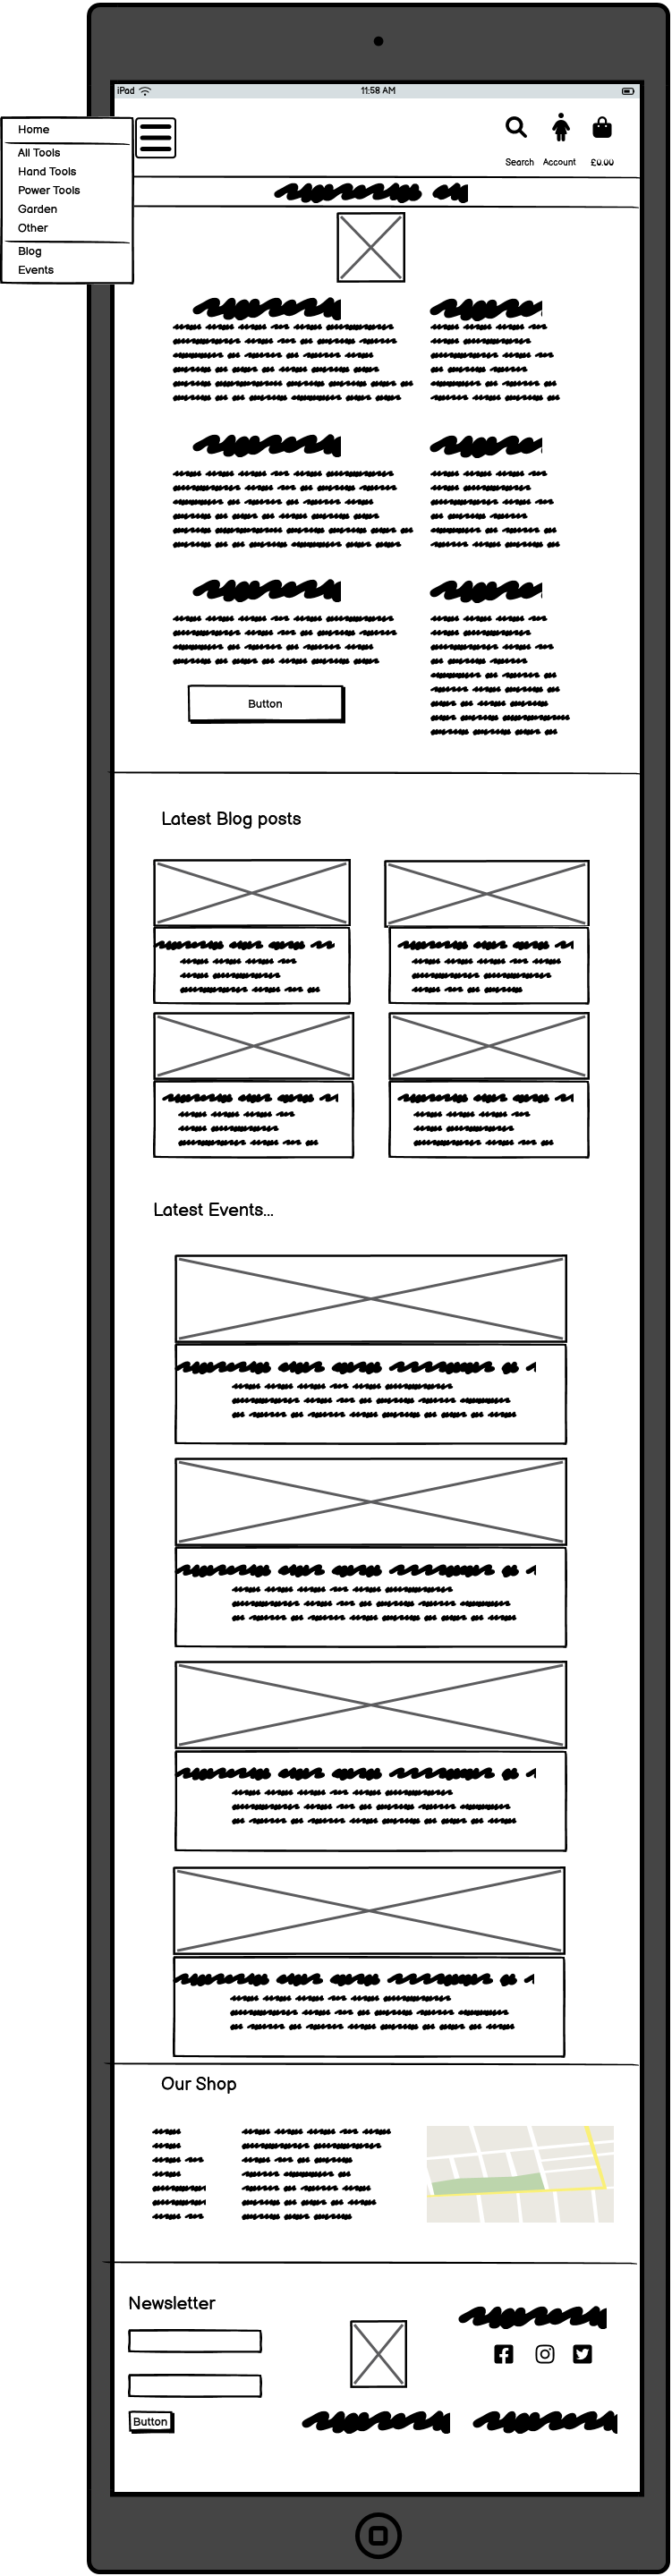 iPad
11:58 AM
Home
All Tools
Hand Tools
Power Tools
Garden
Other
Blog
Events
Search Account £0.00
Button
Latest Blog posts
Latest Events...
Our Shop
Newsletter
Button